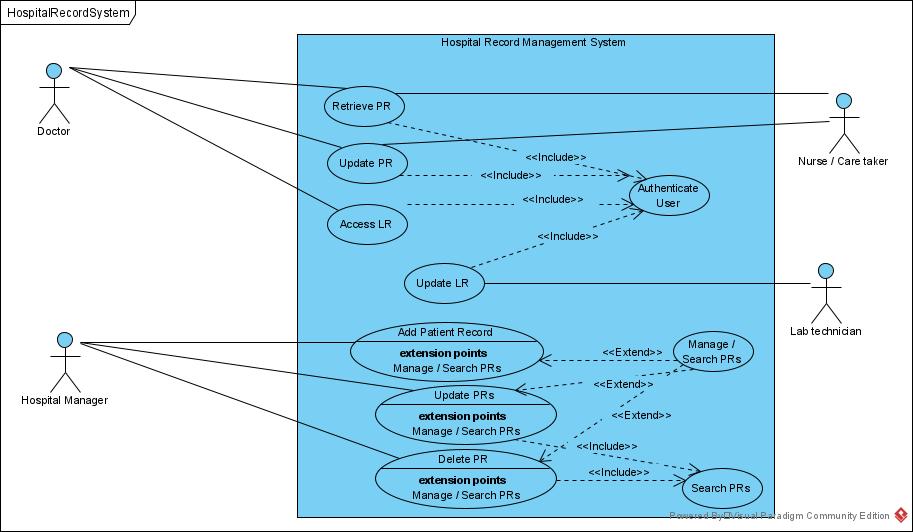 HospitalRecordSystem
Hospital Record Management System
Doctor
Retrieve PR
Nurse / Care taker
<<Include>>
Update PR
<<Include>>
Authenticate
User
<<Include>>
Access LR
<<Include>>
Update LR
Lab technician
Hospital Manager
Add Patient Record
extension points
Manage / Search PRs
<<Extend>>
Manage /
Search PRs
<<Extend>>
Update PRs
extension points
Manage / Search PRs
<<Extend>>
<<Include>>
Delete PR
extension points
Manage / Search PRs
<<Include>>
Search PRs
Powered By Visual Paradigm Community Edition